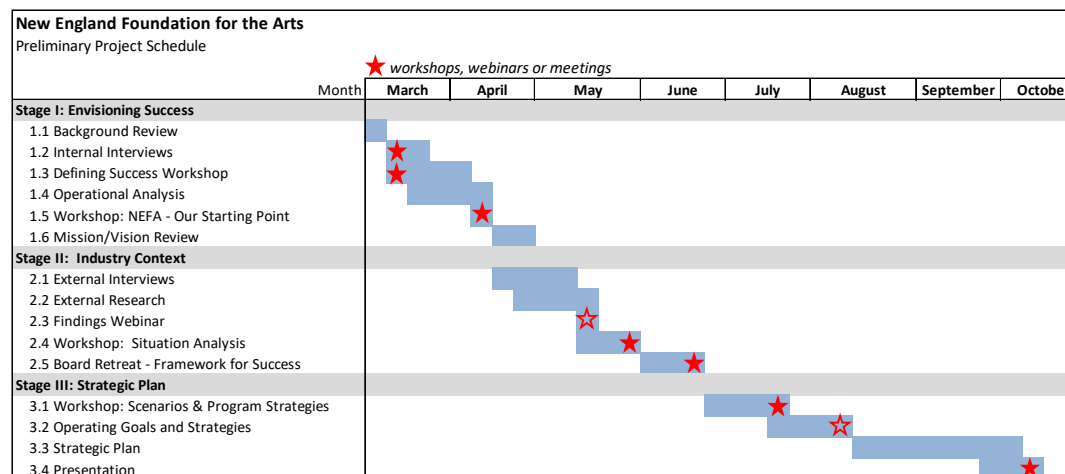 New England Foundation for the Arts
Preliminary Project Schedule
workshops, webinars or meetings
Month March April May June July August September Octobe
Stage I: Envisioning Success
1.1 Background Review
1.2 Internal Interviews
1.3 Defining Success Workshop
1.4 Operational Analysis
1.5 Workshop: NEFA - Our Starting Point
1.6 Mission/Vision Review
Stage II:  Industry Context
2.1 External Interviews
2.2 External Research
2.3 Findings Webinar
2.4 Workshop:  Situation Analysis
2.5 Board Retreat - Framework for Success
Stage III: Strategic Plan
3.1 Workshop: Scenarios & Program Strategies
3.2 Operating Goals and Strategies
3.3 Strategic Plan
3.4 Presentation